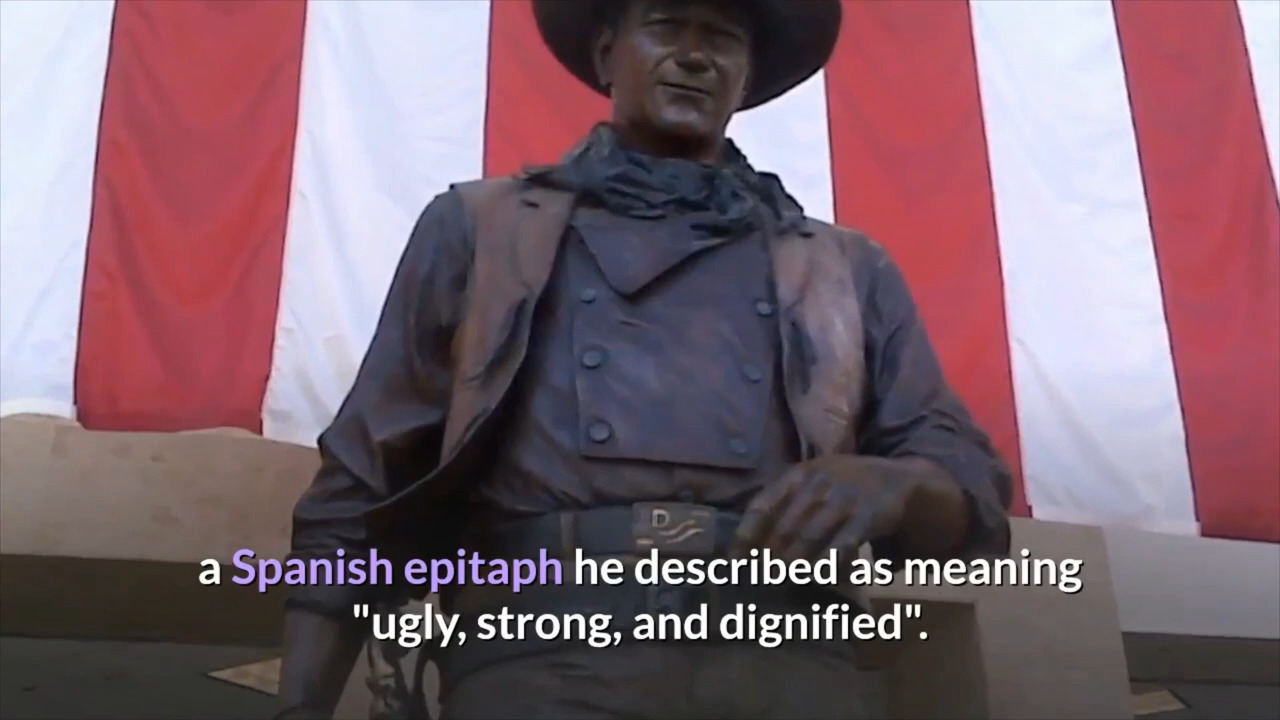 D
a Spanish epitaph he described as meaning
"ugly, strong, and dignified".